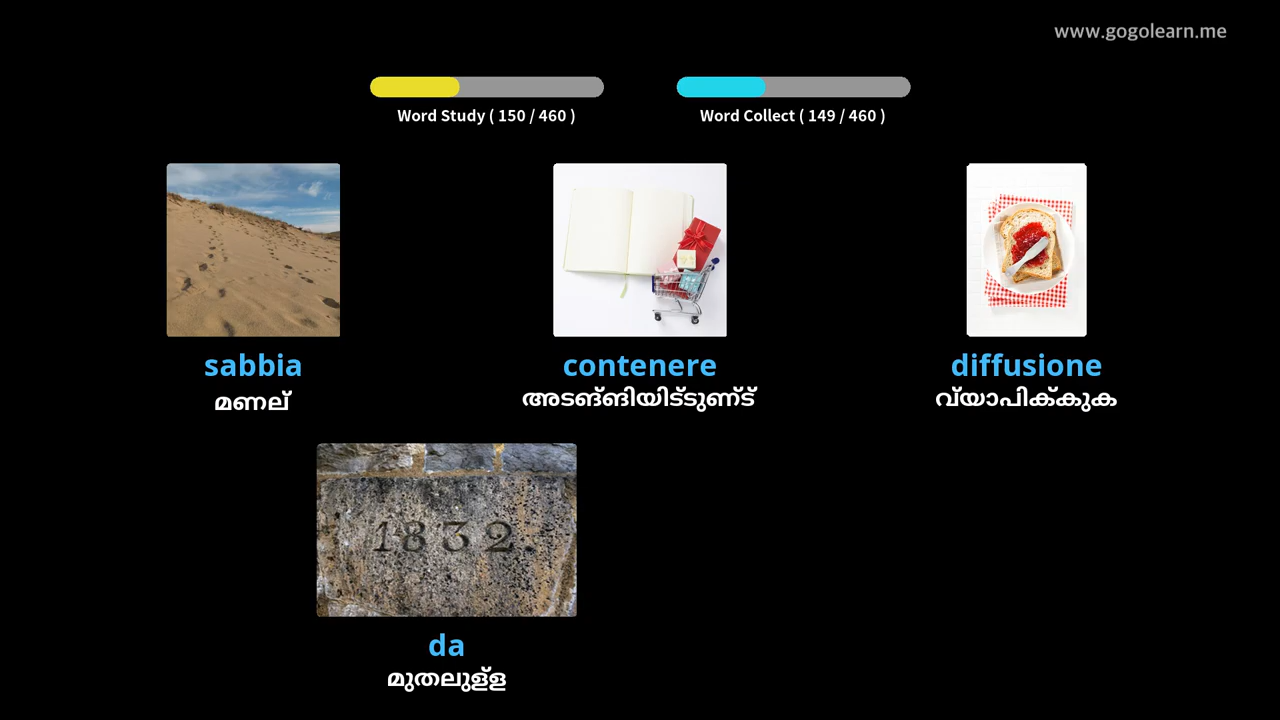 www.gogolearn.me
Word Study ( 150 / 460 )
Word Collect ( 149 / 460 )
sabbia
contenere
diffusione
മണല്
അടങ്ങിയിട്ടുണ്ട്
വ്യാപിക്കുക
1832
da
മുതലുള്ള